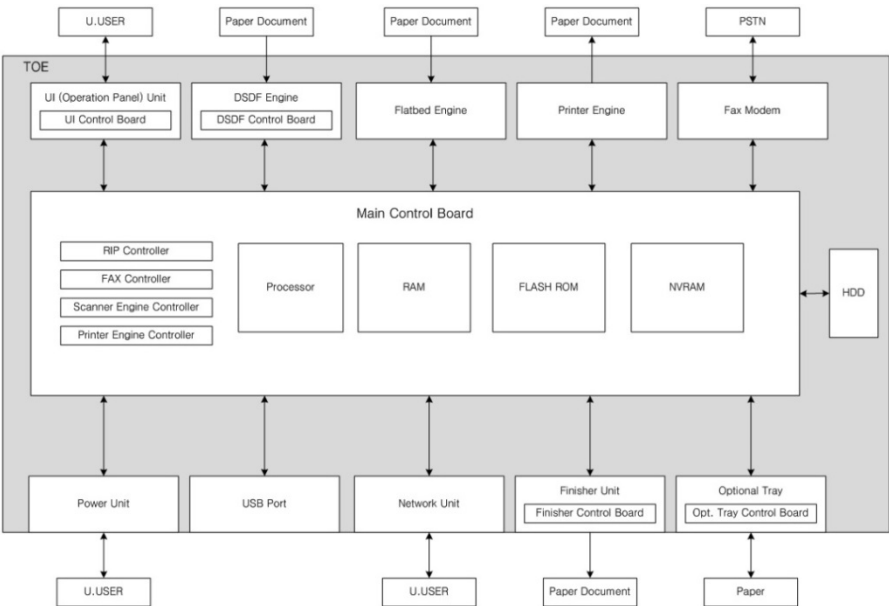 U.USER
Paper Document
Paper Document
Paper Document
PSTN
TOE
UI (Operation Panel) Unit
UI Control Board
DSDF Engine
DSDF Control Board
Flatbed Engine
Printer Engine
Fax Modem
Main Control Board
RIP Controller
FAX Controller
Scanner Engine Controller
Printer Engine Controller
Processor
RAM
FLASH ROM
NVRAM
HDD
Power Unit
USB Port
Network Unit
Finisher Unit
Finisher Control Board
Optional Tray
Opt. Tray Control Board
U.USER
U.USER
Paper Document
Paper